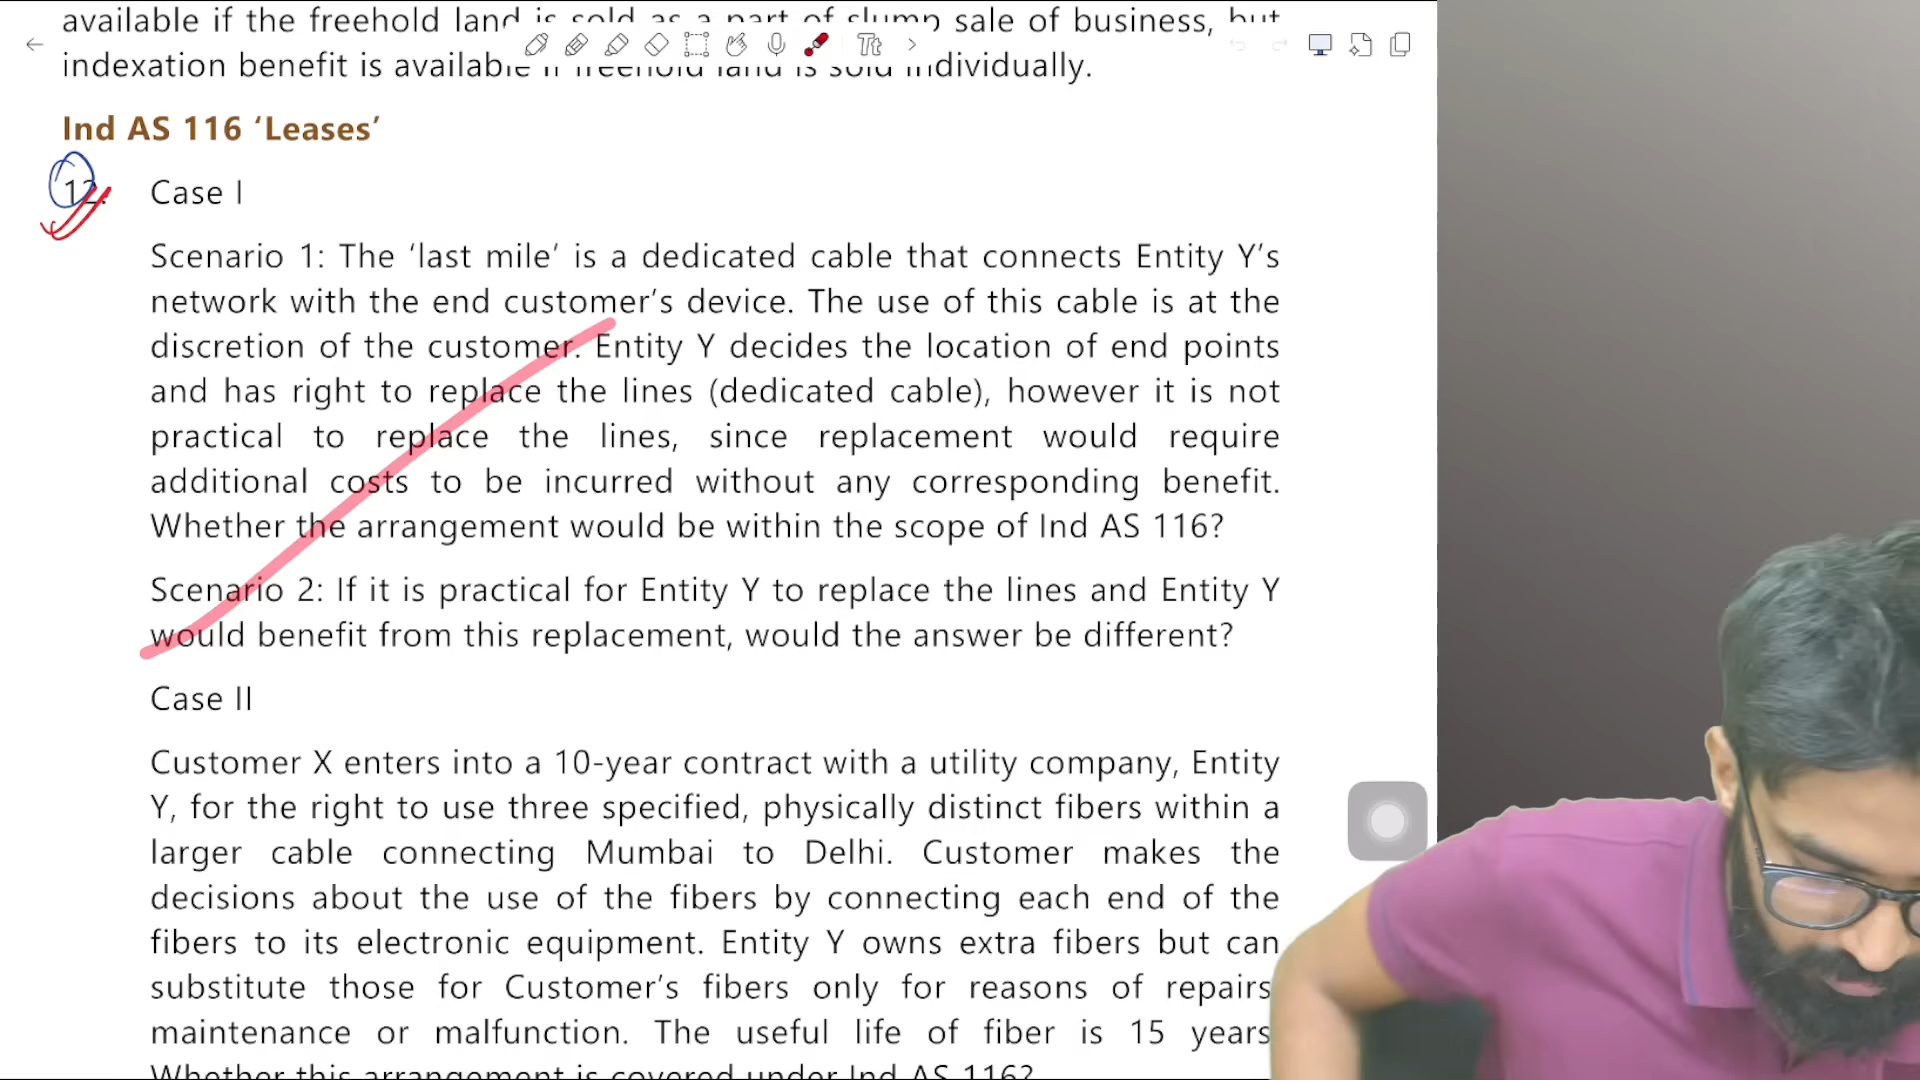 available if the freehold land is sold as a part of slump sale of business, but
indexation benefit is available if freehold land is sold individually.
Tt
Ind AS 116 ‘Leases’
12. Case I
Scenario 1: The ‘last mile’ is a dedicated cable that connects Entity Y’s
network with the end customer’s device. The use of this cable is at the
discretion of the customer. Entity Y decides the location of end points
and has right to replace the lines (dedicated cable), however it is not
practical to replace the lines, since replacement would require
additional costs to be incurred without any corresponding benefit.
Whether the arrangement would be within the scope of Ind AS 116?
Scenario 2: If it is practical for Entity Y to replace the lines and Entity Y
would benefit from this replacement, would the answer be different?
Case II
Customer X enters into a 10-year contract with a utility company, Entity
Y, for the right to use three specified, physically distinct fibers within a
larger cable connecting Mumbai to Delhi. Customer makes the
decisions about the use of the fibers by connecting each end of the
fibers to its electronic equipment. Entity Y owns extra fibers but can
substitute those for Customer’s fibers only for reasons of repairs
maintenance or malfunction. The useful life of fiber is 15 years
Whether this arrangement is covered under Ind AS 116?